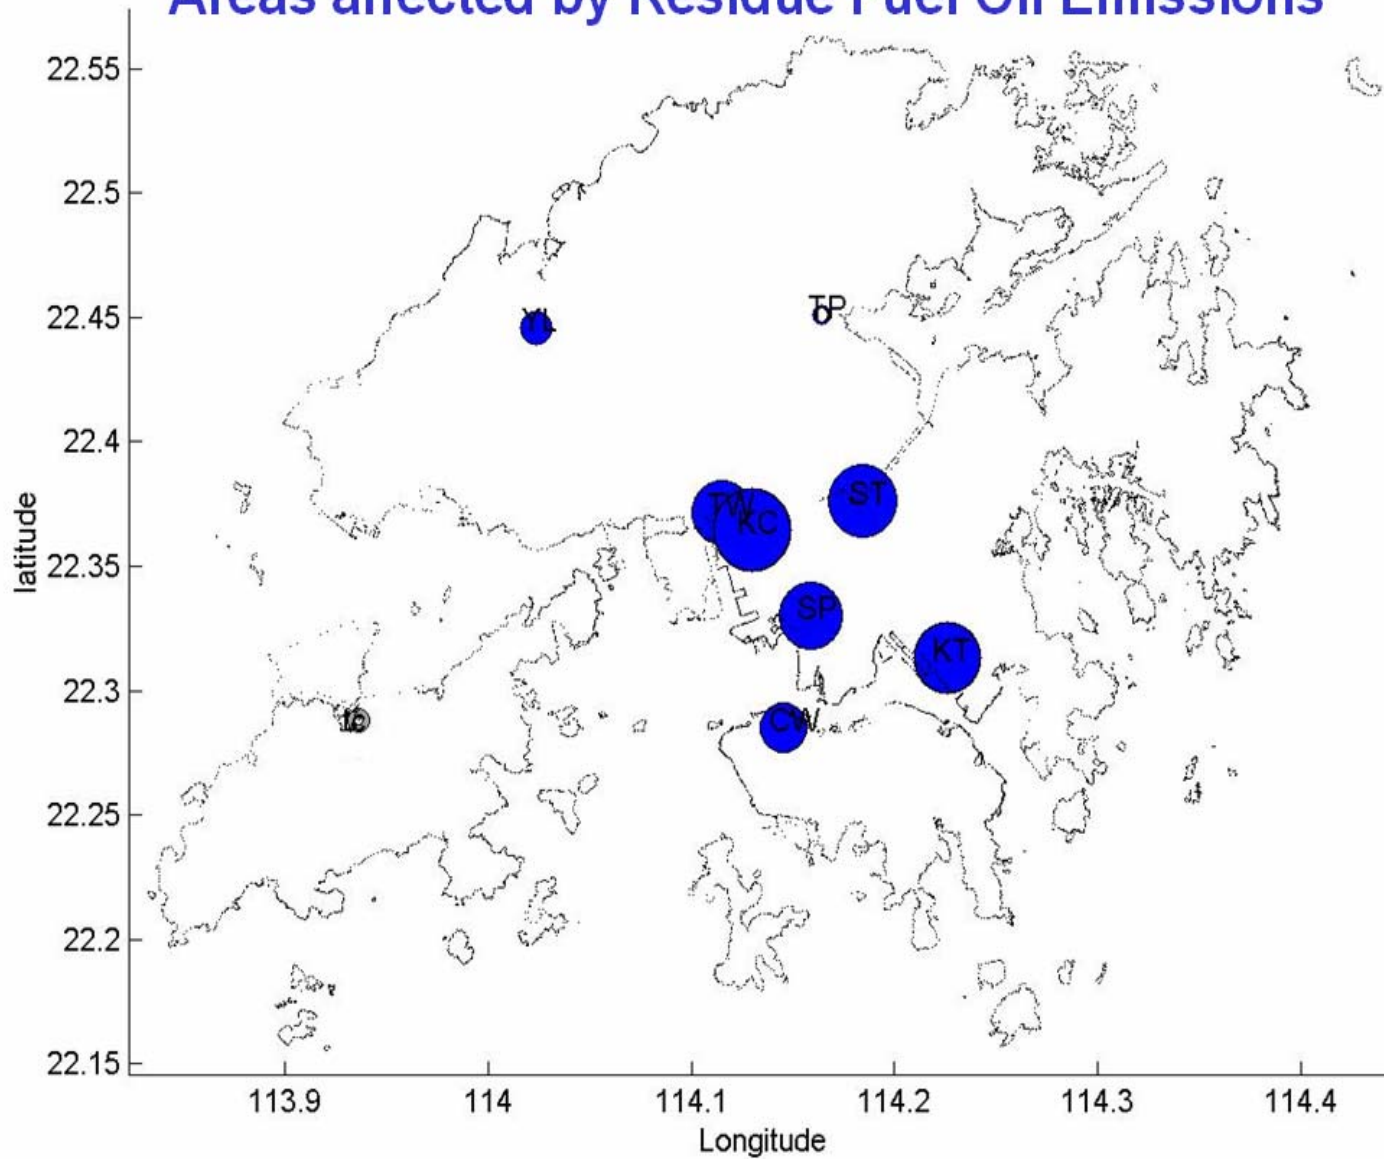 Areas affected by Residue Fuel Oil Emissions
22.55
22.5
22.45
22.4
22.35
22.3
22.25
22.2
22.15
latitude
YL
TP
TW
KC
ST
SP
KT
CW
113.9
114
114.1
114.2
114.3
114.4
Longitude